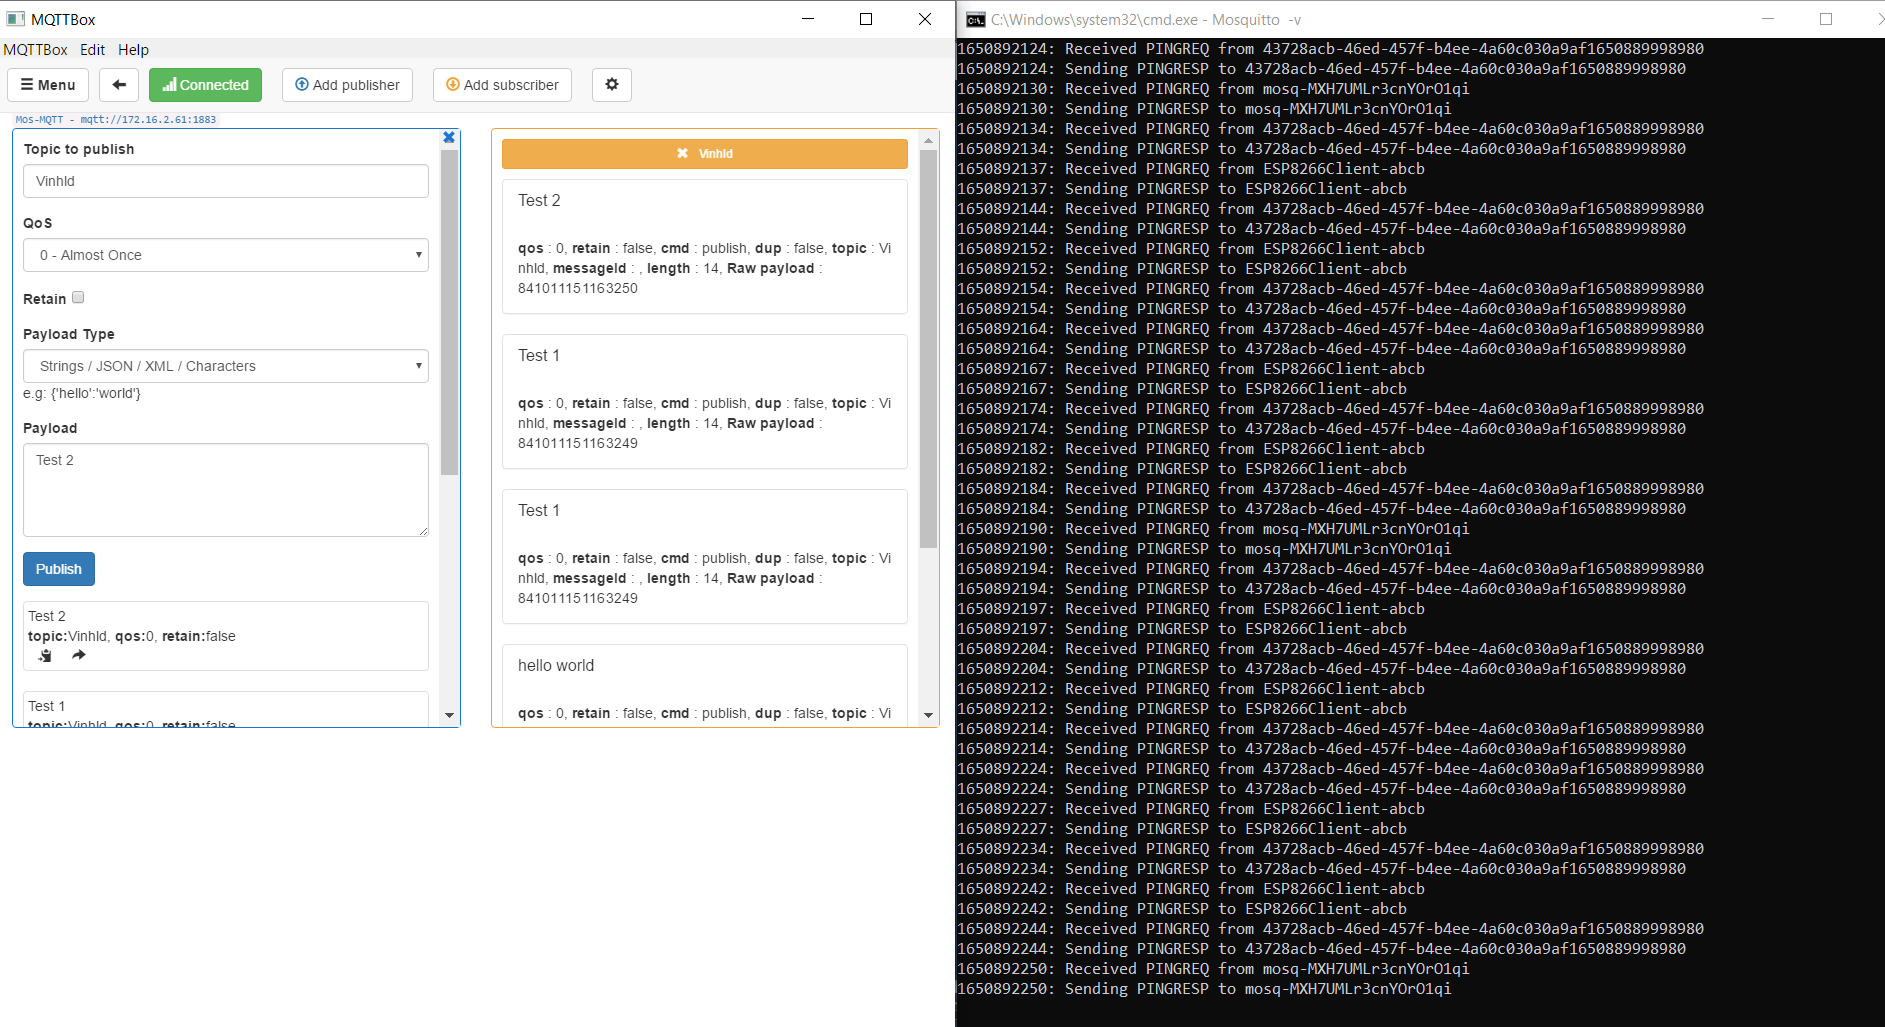 MQTTBox
MQTTBox Edit Help
Menu
Connected
Add publisher
Add subscriber
Mos-MQTT - mqtt://172.16.2.61:1883
Topic to publish
Vinhld
QoS
0 - Almost Once
Retain
Payload Type
Strings / JSON / XML / Characters
e.g: {'hello':'world'}
Payload
Test 2
Publish
Test 2
topic:Vinhld, qos:0, retain:false
Test 1
topic:Vinhld, qos:0, retain:false
Vinhld
Test 2
qos : 0, retain : false, cmd : publish, dup : false, topic : Vi
nhld, messageId : , length : 14, Raw payload :
841011151163250
Test 1
qos : 0, retain : false, cmd : publish, dup : false, topic : Vi
nhld, messageId : , length : 14, Raw payload :
841011151163249
Test 1
qos : 0, retain : false, cmd : publish, dup : false, topic : Vi
nhld, messageId : , length : 14, Raw payload :
841011151163249
hello world
qos : 0, retain : false, cmd : publish, dup : false, topic : Vi
C:\Windows\system32\cmd.exe - Mosquitto -v
1650892124: Received PINGREQ from 43728acb-46ed-457f-b4ee-4a60c030a9af1650889998980
1650892124: Sending PINGRESP to 43728acb-46ed-457f-b4ee-4a60c030a9af1650889998980
1650892130: Received PINGREQ from mosq-MXH7UMLr3cnYOrO1qi
1650892130: Sending PINGRESP to mosq-MXH7UMLr3cnYOrO1qi
1650892134: Received PINGREQ from 43728acb-46ed-457f-b4ee-4a60c030a9af1650889998980
1650892134: Sending PINGRESP to 43728acb-46ed-457f-b4ee-4a60c030a9af1650889998980
1650892137: Received PINGREQ from ESP8266Client-abcb
1650892137: Sending PINGRESP to ESP8266Client-abcb
1650892144: Received PINGREQ from 43728acb-46ed-457f-b4ee-4a60c030a9af1650889998980
1650892144: Sending PINGRESP to 43728acb-46ed-457f-b4ee-4a60c030a9af1650889998980
1650892152: Received PINGREQ from ESP8266Client-abcb
1650892152: Sending PINGRESP to ESP8266Client-abcb
1650892154: Received PINGREQ from 43728acb-46ed-457f-b4ee-4a60c030a9af1650889998980
1650892154: Sending PINGRESP to 43728acb-46ed-457f-b4ee-4a60c030a9af1650889998980
1650892164: Received PINGREQ from 43728acb-46ed-457f-b4ee-4a60c030a9af1650889998980
1650892164: Sending PINGRESP to 43728acb-46ed-457f-b4ee-4a60c030a9af1650889998980
1650892167: Received PINGREQ from ESP8266Client-abcb
1650892167: Sending PINGRESP to ESP8266Client-abcb
1650892174: Received PINGREQ from 43728acb-46ed-457f-b4ee-4a60c030a9af1650889998980
1650892174: Sending PINGRESP to 43728acb-46ed-457f-b4ee-4a60c030a9af1650889998980
1650892182: Received PINGREQ from ESP8266Client-abcb
1650892182: Sending PINGRESP to ESP8266Client-abcb
1650892184: Received PINGREQ from 43728acb-46ed-457f-b4ee-4a60c030a9af1650889998980
1650892184: Sending PINGRESP to 43728acb-46ed-457f-b4ee-4a60c030a9af1650889998980
1650892190: Received PINGREQ from mosq-MXH7UMLr3cnYOrO1qi
1650892190: Sending PINGRESP to mosq-MXH7UMLr3cnYOrO1qi
1650892194: Received PINGREQ from 43728acb-46ed-457f-b4ee-4a60c030a9af1650889998980
1650892194: Sending PINGRESP to 43728acb-46ed-457f-b4ee-4a60c030a9af1650889998980
1650892197: Received PINGREQ from ESP8266Client-abcb
1650892197: Sending PINGRESP to ESP8266Client-abcb
1650892204: Received PINGREQ from 43728acb-46ed-457f-b4ee-4a60c030a9af1650889998980
1650892204: Sending PINGRESP to 43728acb-46ed-457f-b4ee-4a60c030a9af1650889998980
1650892212: Received PINGREQ from ESP8266Client-abcb
1650892212: Sending PINGRESP to ESP8266Client-abcb
1650892214: Received PINGREQ from 43728acb-46ed-457f-b4ee-4a60c030a9af1650889998980
1650892214: Sending PINGRESP to 43728acb-46ed-457f-b4ee-4a60c030a9af1650889998980
1650892224: Received PINGREQ from 43728acb-46ed-457f-b4ee-4a60c030a9af1650889998980
1650892224: Sending PINGRESP to 43728acb-46ed-457f-b4ee-4a60c030a9af1650889998980
1650892227: Received PINGREQ from ESP8266Client-abcb
1650892227: Sending PINGRESP to ESP8266Client-abcb
1650892234: Received PINGREQ from 43728acb-46ed-457f-b4ee-4a60c030a9af1650889998980
1650892234: Sending PINGRESP to 43728acb-46ed-457f-b4ee-4a60c030a9af1650889998980
1650892242: Received PINGREQ from ESP8266Client-abcb
1650892242: Sending PINGRESP to ESP8266Client-abcb
1650892244: Received PINGREQ from 43728acb-46ed-457f-b4ee-4a60c030a9af1650889998980
1650892244: Sending PINGRESP to 43728acb-46ed-457f-b4ee-4a60c030a9af1650889998980
1650892250: Received PINGREQ from mosq-MXH7UMLr3cnYOrO1qi
1650892250: Sending PINGRESP to mosq-MXH7UMLr3cnYOrO1qi